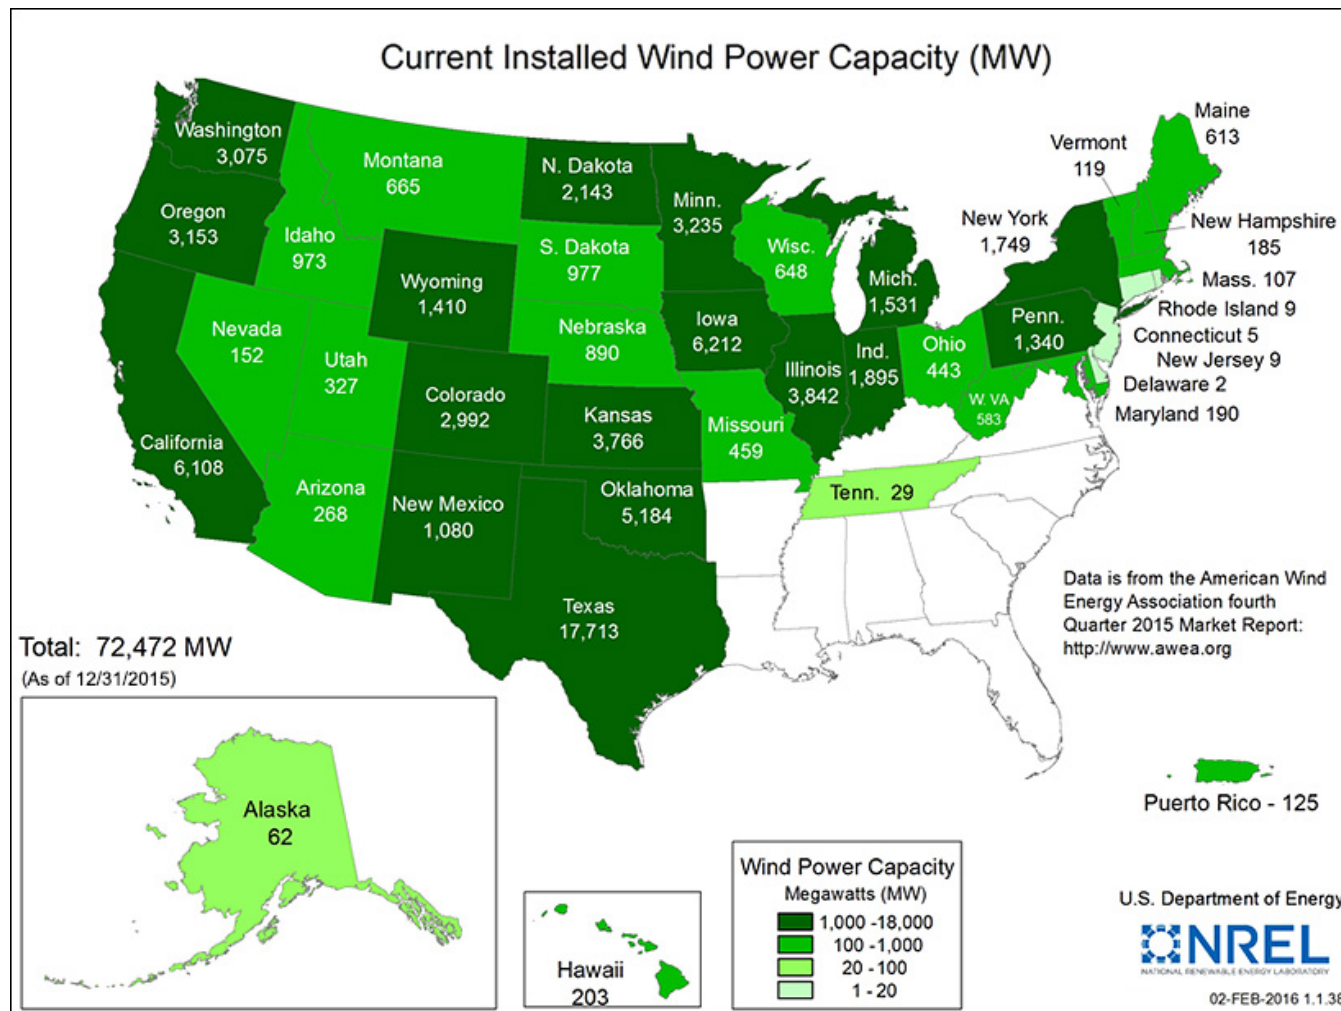 Current Installed Wind Power Capacity (MW)
Washington
3,075
Oregon
3,153
California
6,108
Idaho
973
Nevada
152
Montana
665
Wyoming
1,410
Utah
327
Arizona
268
Colorado
2,992
New Mexico
1,080
N. Dakota
2,143
S. Dakota
977
Nebraska
890
Kansas
3,766
Oklahoma
5,184
Texas
17,713
Minn.
3,235
Iowa
6,212
Missouri
459
Wisc.
648
Illinois
3,842
Mich.
1,531
Ind.
1,895
Ohio
443
W. VA
583
Tenn. 29
Penn.
1,340
New York
1,749
Vermont
119
Maine
613
New Hampshire
185
Mass. 107
Rhode Island 9
Connecticut 5
New Jersey 9
Delaware 2
Maryland 190
Data is from the American Wind
Energy Association fourth
Quarter 2015 Market Report:
http://www.awea.org
Total: 72,472 MW
(As of 12/31/2015)
Alaska
62
Hawaii
203
Puerto Rico - 125
Wind Power Capacity
Megawatts (MW)
1,000 -18,000
100 -1,000
20 - 100
1 - 20
U.S. Department of Energy
NREL
NATIONAL RENEWABLE ENERGY LABORATORY
02-FEB-2016 1.1.38